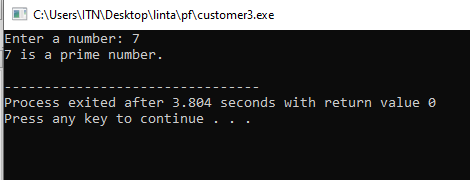 C:\Users\ITN\Desktop\linta\pf\customer3.exe
Enter a number: 7
7 is a prime number.
--------------------------------
Process exited after 3.804 seconds with return value 0
Press any key to continue . . .